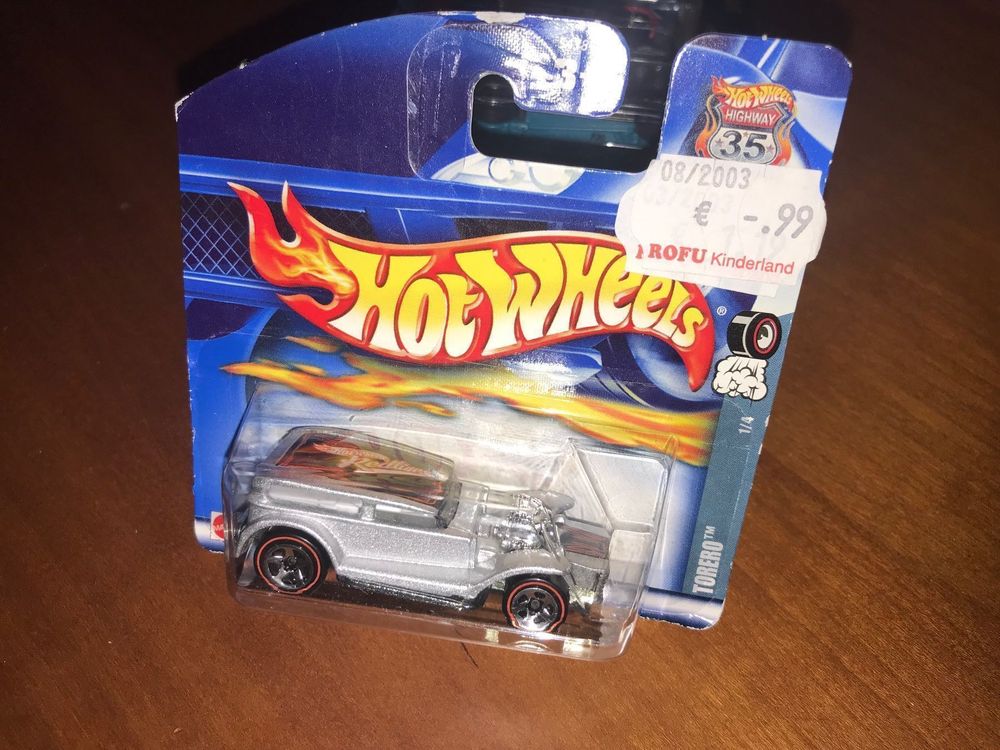 HOT WHEELS
HIGHWAY
35
08/2003
€ -.99
ROFU Kinderland
HOT WHEELS®
1/4
TORERO™